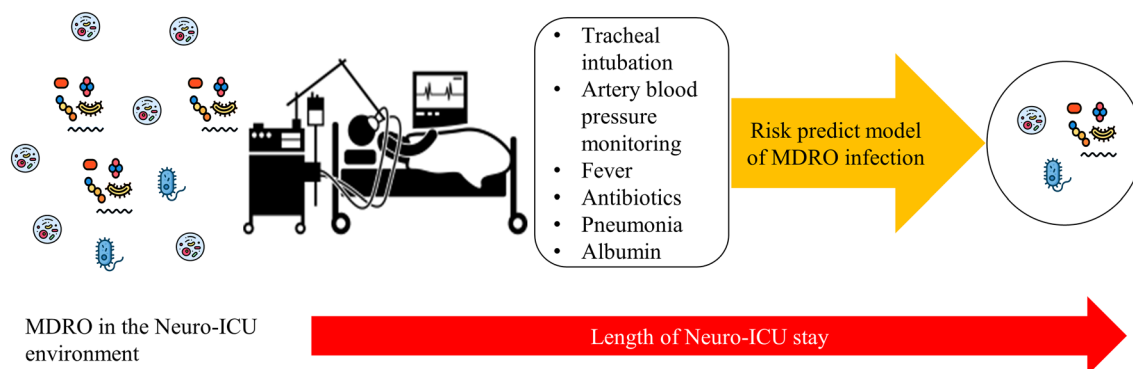 • Tracheal
intubation
• Artery blood
pressure
monitoring
• Fever
• Antibiotics
• Pneumonia
• Albumin
Risk predict model
of MDRO infection
MDRO in the Neuro-ICU
environment
Length of Neuro-ICU stay